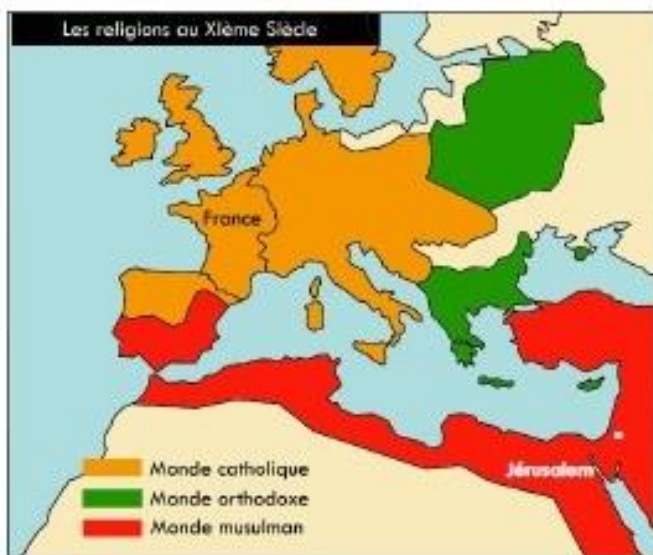 Les religions au XIème Siècle
France
Jérusalem
Monde catholique
Monde orthodoxe
Monde musulman